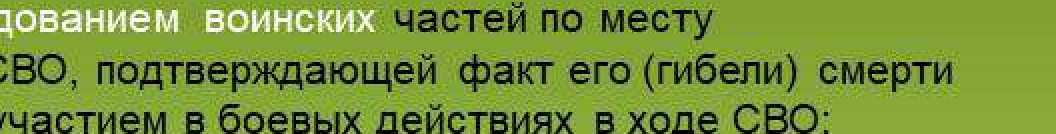 дованием воинских частей по месту
СВО, подтверждающей факт его (гибели) смерти
участием в боевых действиях в ходе СВО;